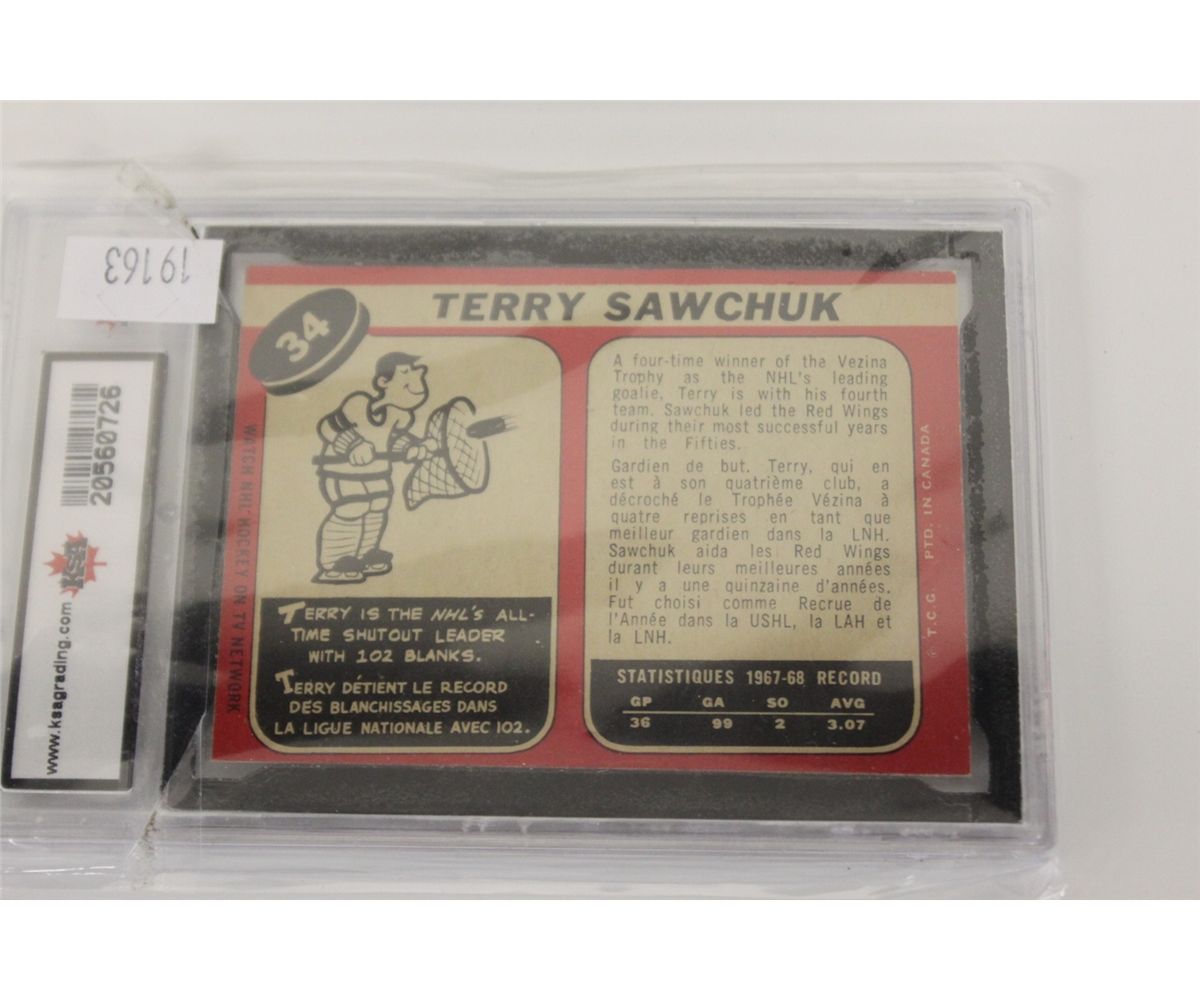 19163
20560726
KSA
www.ksagrading.com
34
TERRY SAWCHUK
WATCH NHL HOCKEY ON TV NETWORK
TERRY IS THE NHL'S ALL-
TIME SHUTOUT LEADER
WITH 102 BLANKS.
TERRY DÉTIENT LE RECORD
DES BLANCHISSAGES DANS
LA LIGUE NATIONALE AVEC 102.
A four-time winner of the Vezina
Trophy as the NHL's leading
goalie, Terry is with his fourth
team. Sawchuk led the Red Wings
during their most successful years
in the Fifties.
Gardien de but. Terry, qui en
est à son quatrième club, a
décroché le Trophée Vézina à
quatre reprises en tant que
meilleur gardien dans la LNH.
Sawchuk aida les Red Wings
durant leurs meilleures années
il y a une quinzaine d'années.
Fut choisi comme Recrue de
l'Année dans la USHL, la LAH et
la LNH.
STATISTIQUES 1967-68 RECORD
GP GA SO AVG
36 99 2 3.07
© T.C.G. PTD. IN CANADA